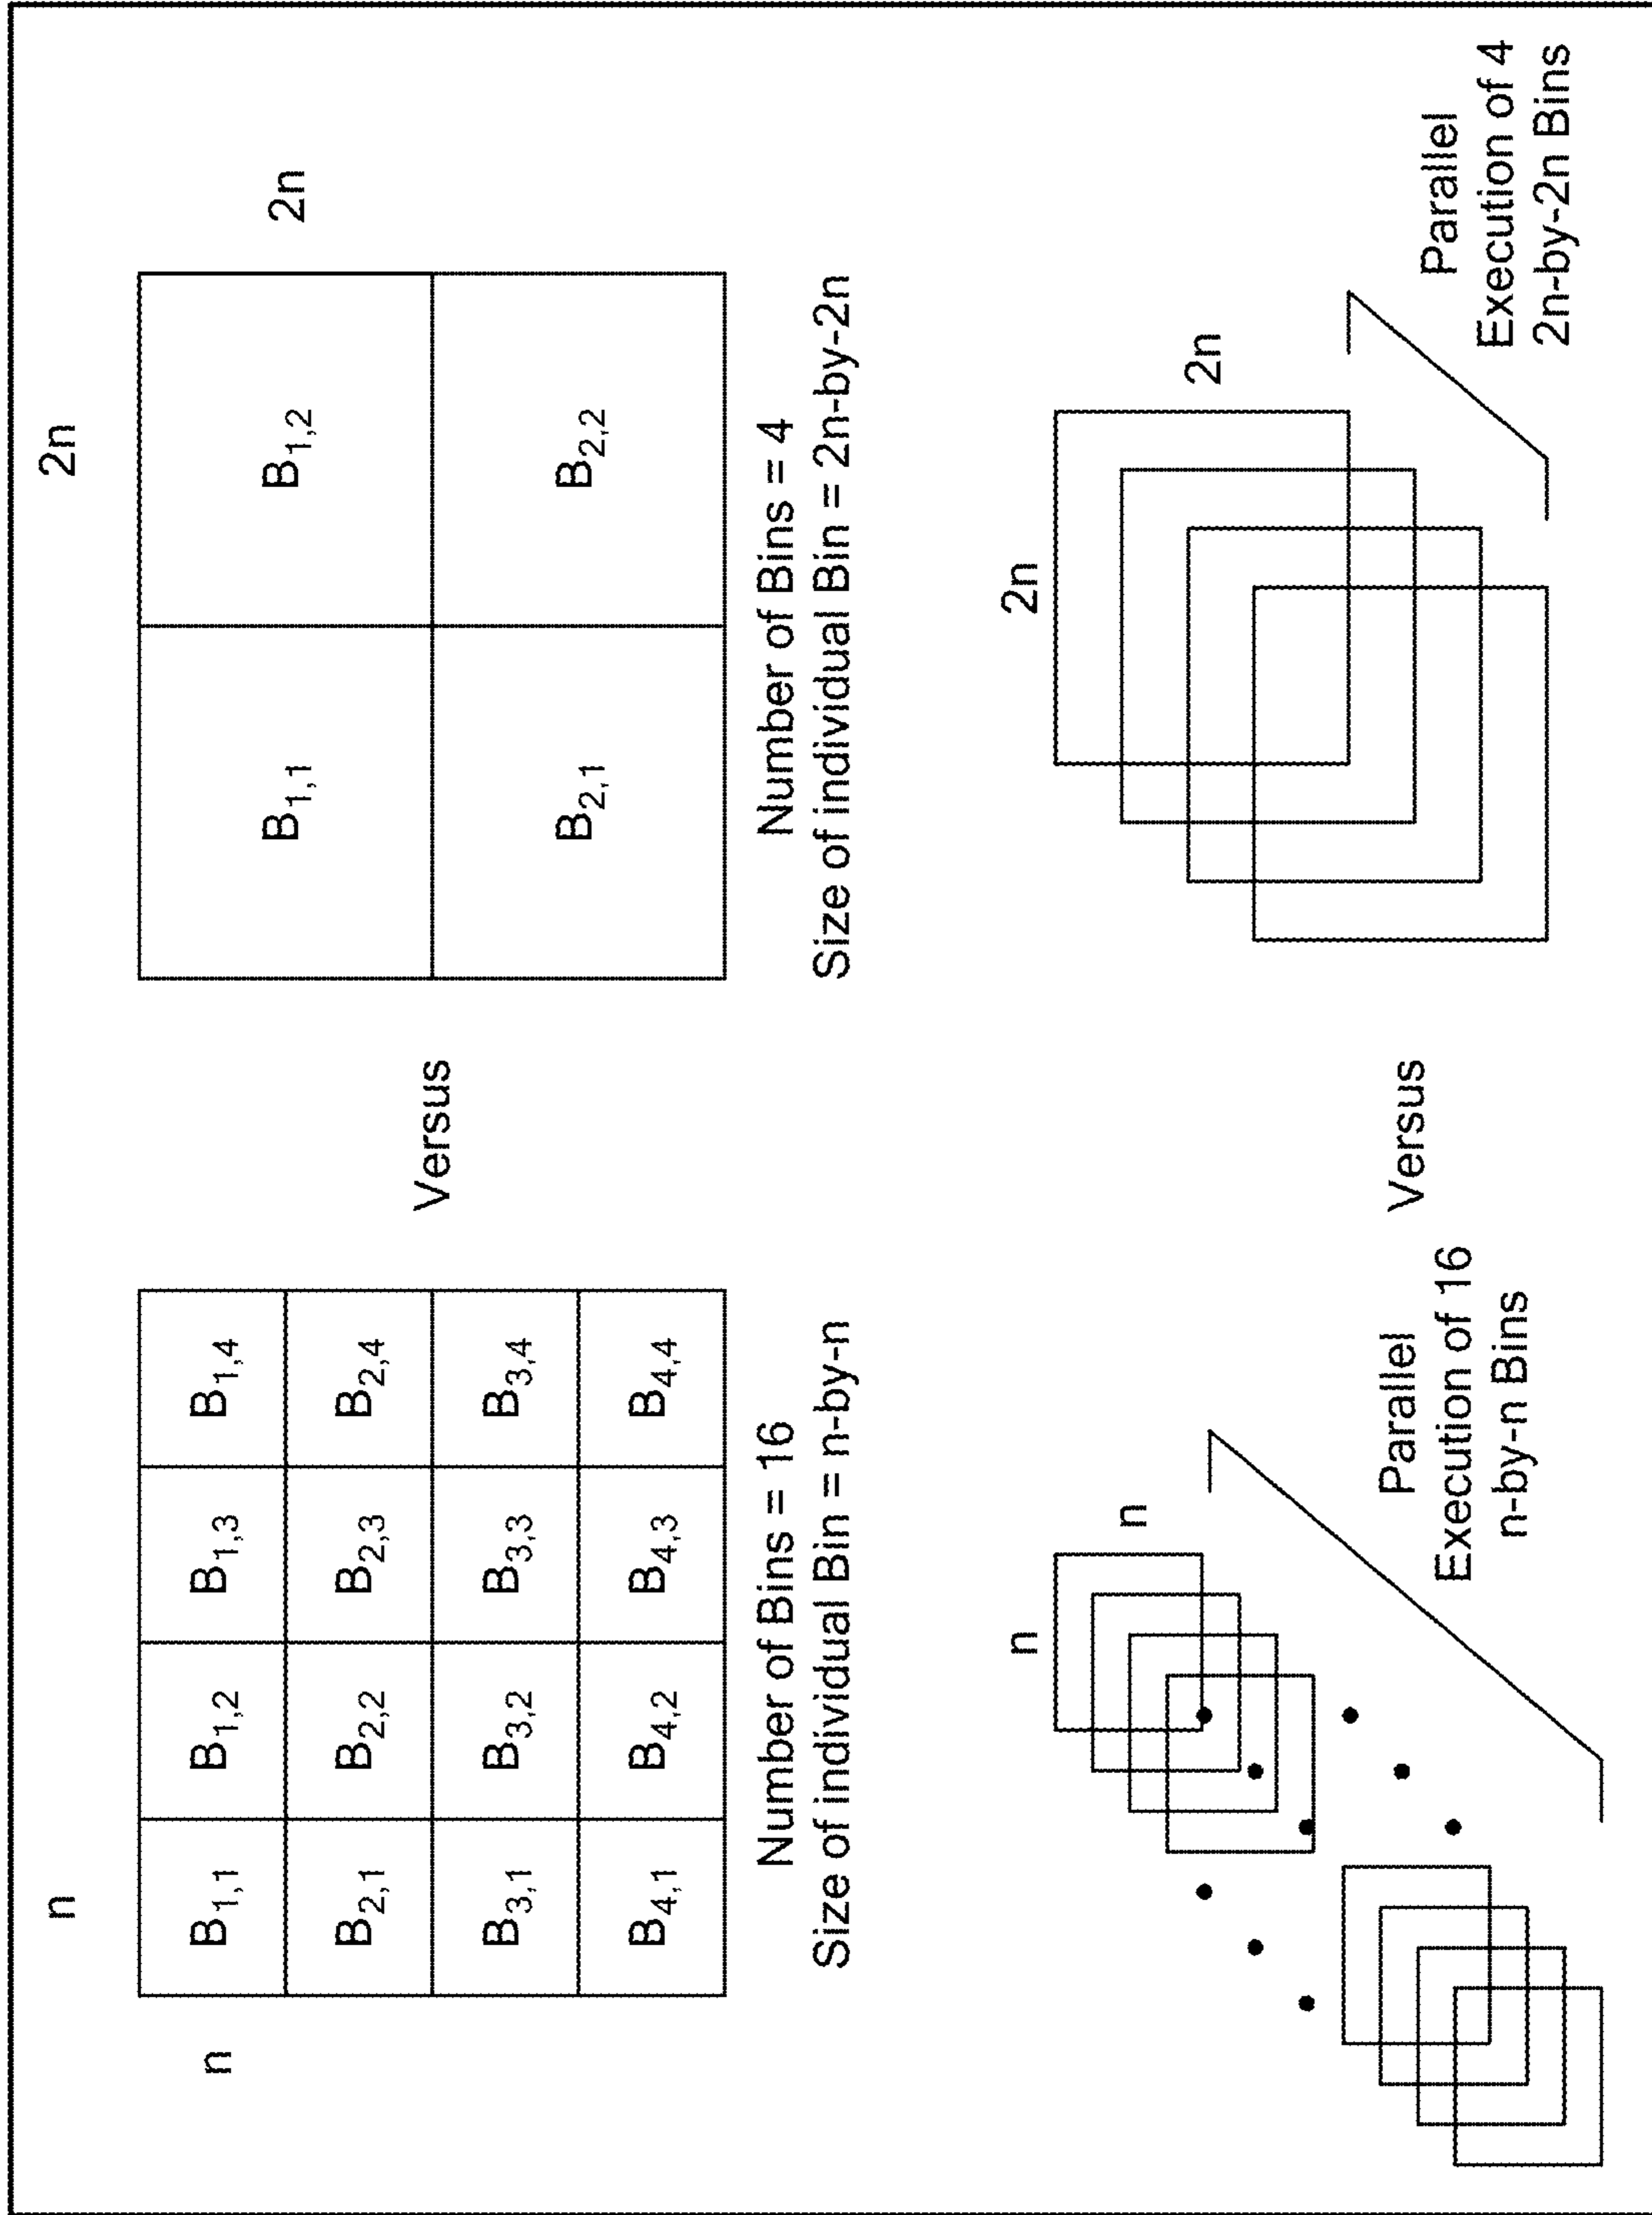 n
n
B1,1 B1,2 B1,3 B1,4
B2,1 B2,2 B2,3 B2,4
B3,1 B3,2 B3,3 B3,4
B4,1 B4,2 B4,3 B4,4
Number of Bins = 16
Size of individual Bin = n-by-n
Versus
2n
2n
B1,1 B1,2
B2,1 B2,2
Number of Bins = 4
Size of individual Bin = 2n-by-2n
n
n
Parallel
Execution of 16
n-by-n Bins
Versus
2n
2n
Parallel
Execution of 4
2n-by-2n Bins